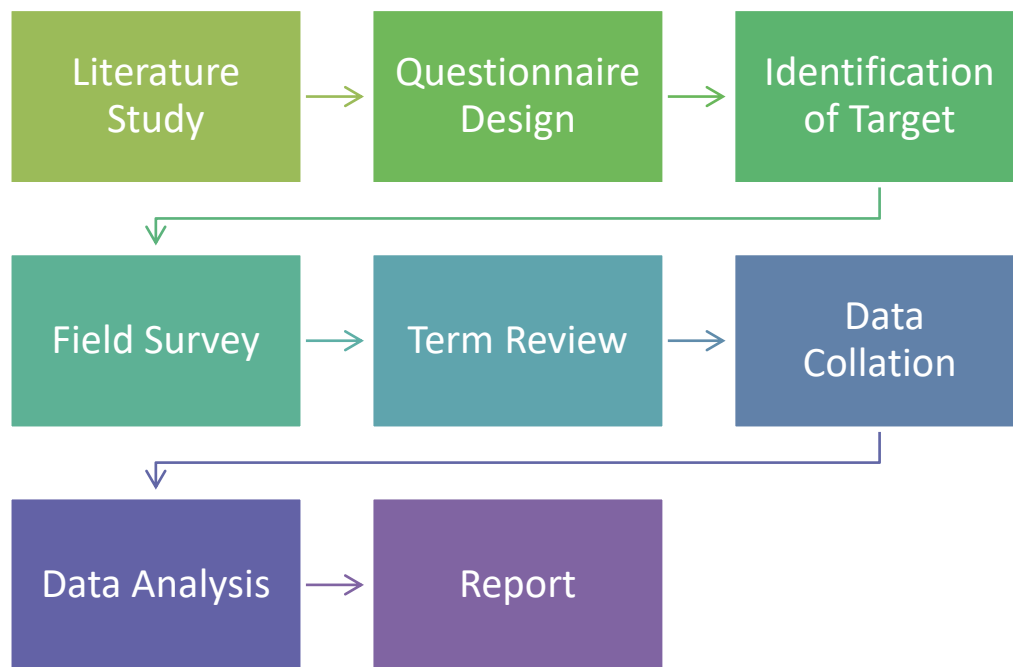 Literature
Study
Questionnaire
Design
Identification
of Target
Field Survey
Term Review
Data
Collation
Data Analysis
Report